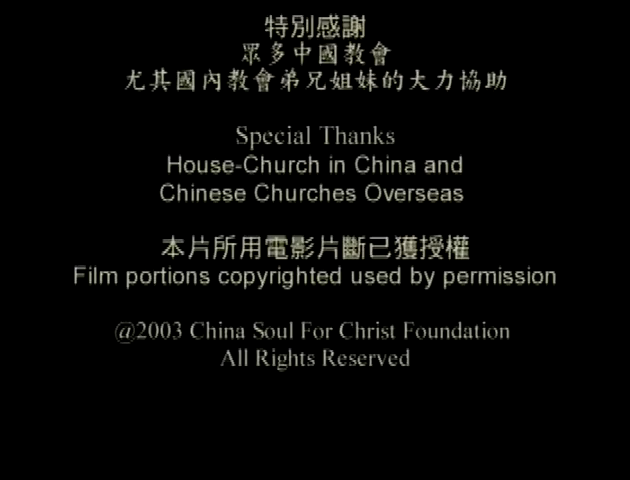 特別感謝
眾多中國教會
尤其國內教會弟兄姐妹的大力協助
Special Thanks
House-Church in China and
Chinese Churches Overseas
本片所用電影片斷已獲授權
Film portions copyrighted used by permission
@2003 China Soul For Christ Foundation
All Rights Reserved